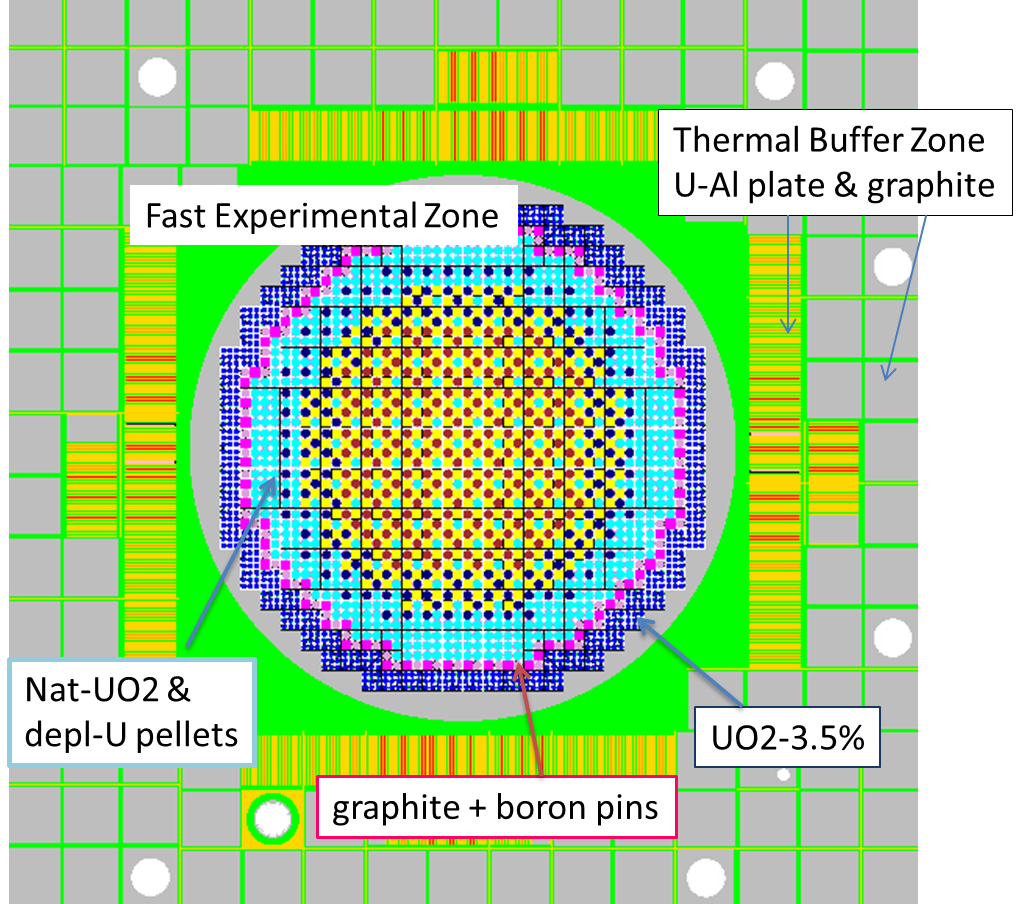 Thermal Buffer Zone
U-Al plate & graphite
Fast Experimental Zone
Nat-UO2 &
depl-U pellets
UO2-3.5%
graphite + boron pins